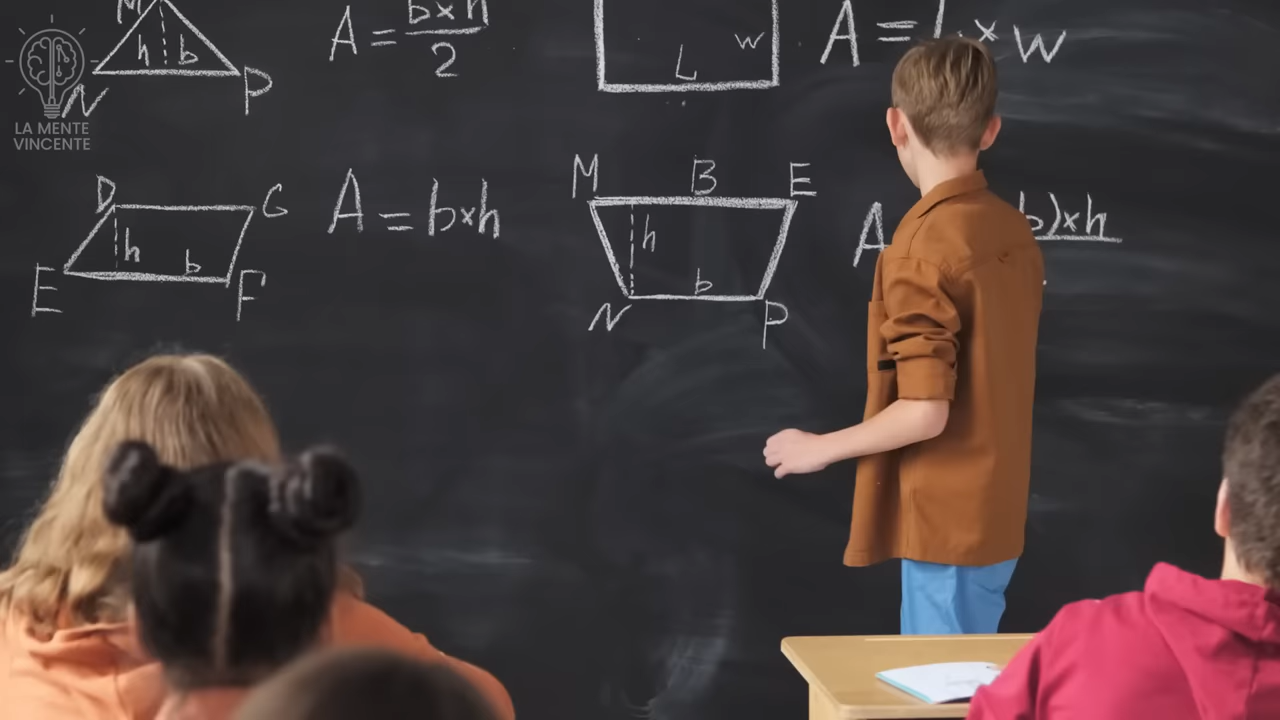 M
h b
N P
A = b×h
2
L w
A = L × w
LA MENTE
VINCENTE
D G
h b
E F
A = b×h
M B E
h
b
N P
A b)×h